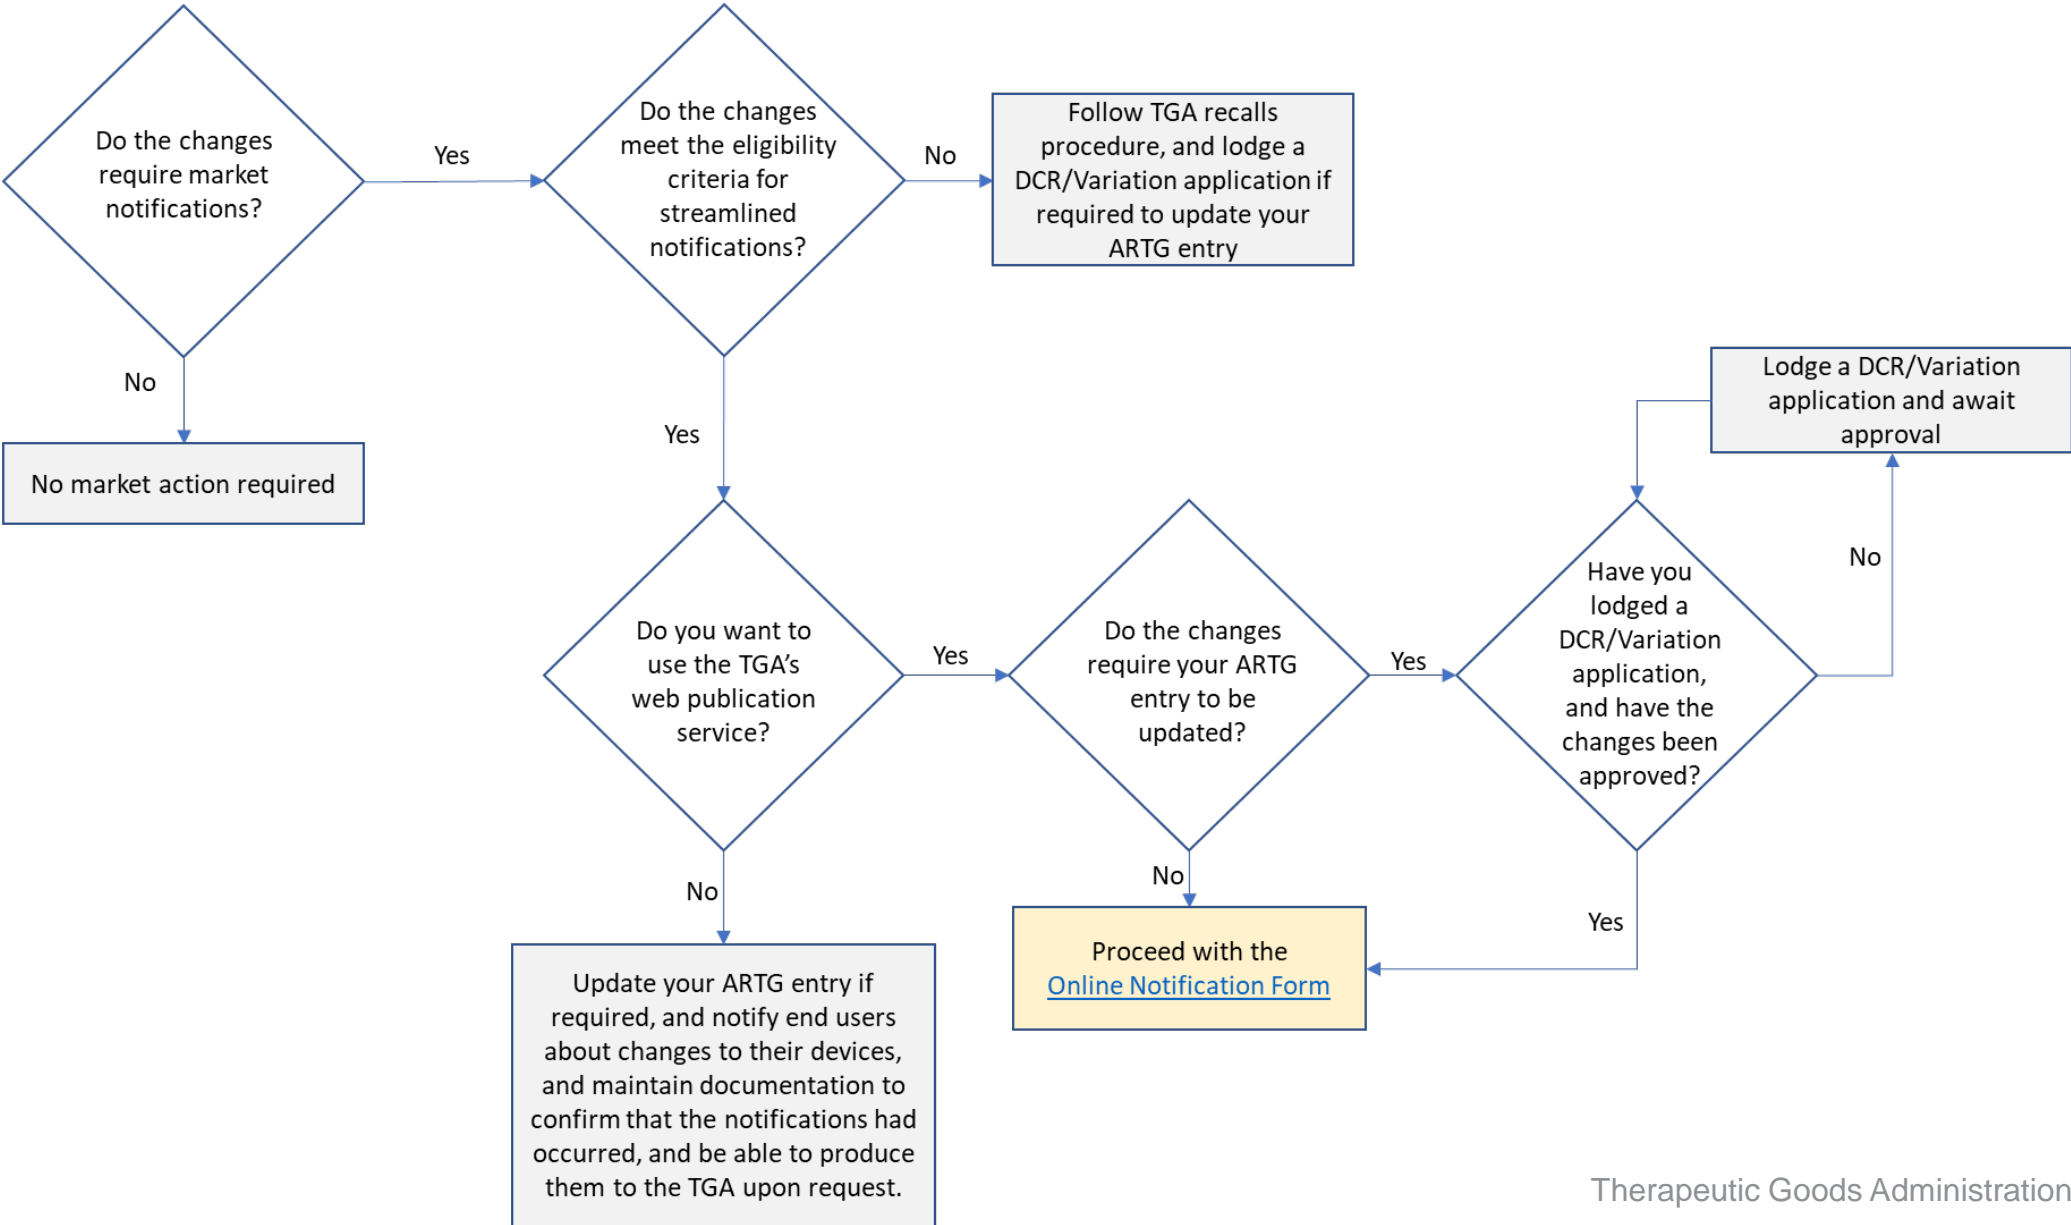 Do the changes
require market
notifications?
Yes
Do the changes
meet the eligibility
criteria for
streamlined
notifications?
No
Follow TGA recalls
procedure, and lodge a
DCR/Variation application if
required to update your
ARTG entry
No
No market action required
Yes
Do you want to
use the TGA’s
web publication
service?
Yes
Do the changes
require your ARTG
entry to be
updated?
Yes
Have you
lodged a
DCR/Variation
application,
and have the
changes been
approved?
No
Lodge a DCR/Variation
application and await
approval
No
Update your ARTG entry if
required, and notify end users
about changes to their devices,
and maintain documentation to
confirm that the notifications had
occurred, and be able to produce
them to the TGA upon request.
No
Proceed with the
Online Notification Form
Yes
Therapeutic Goods Administration